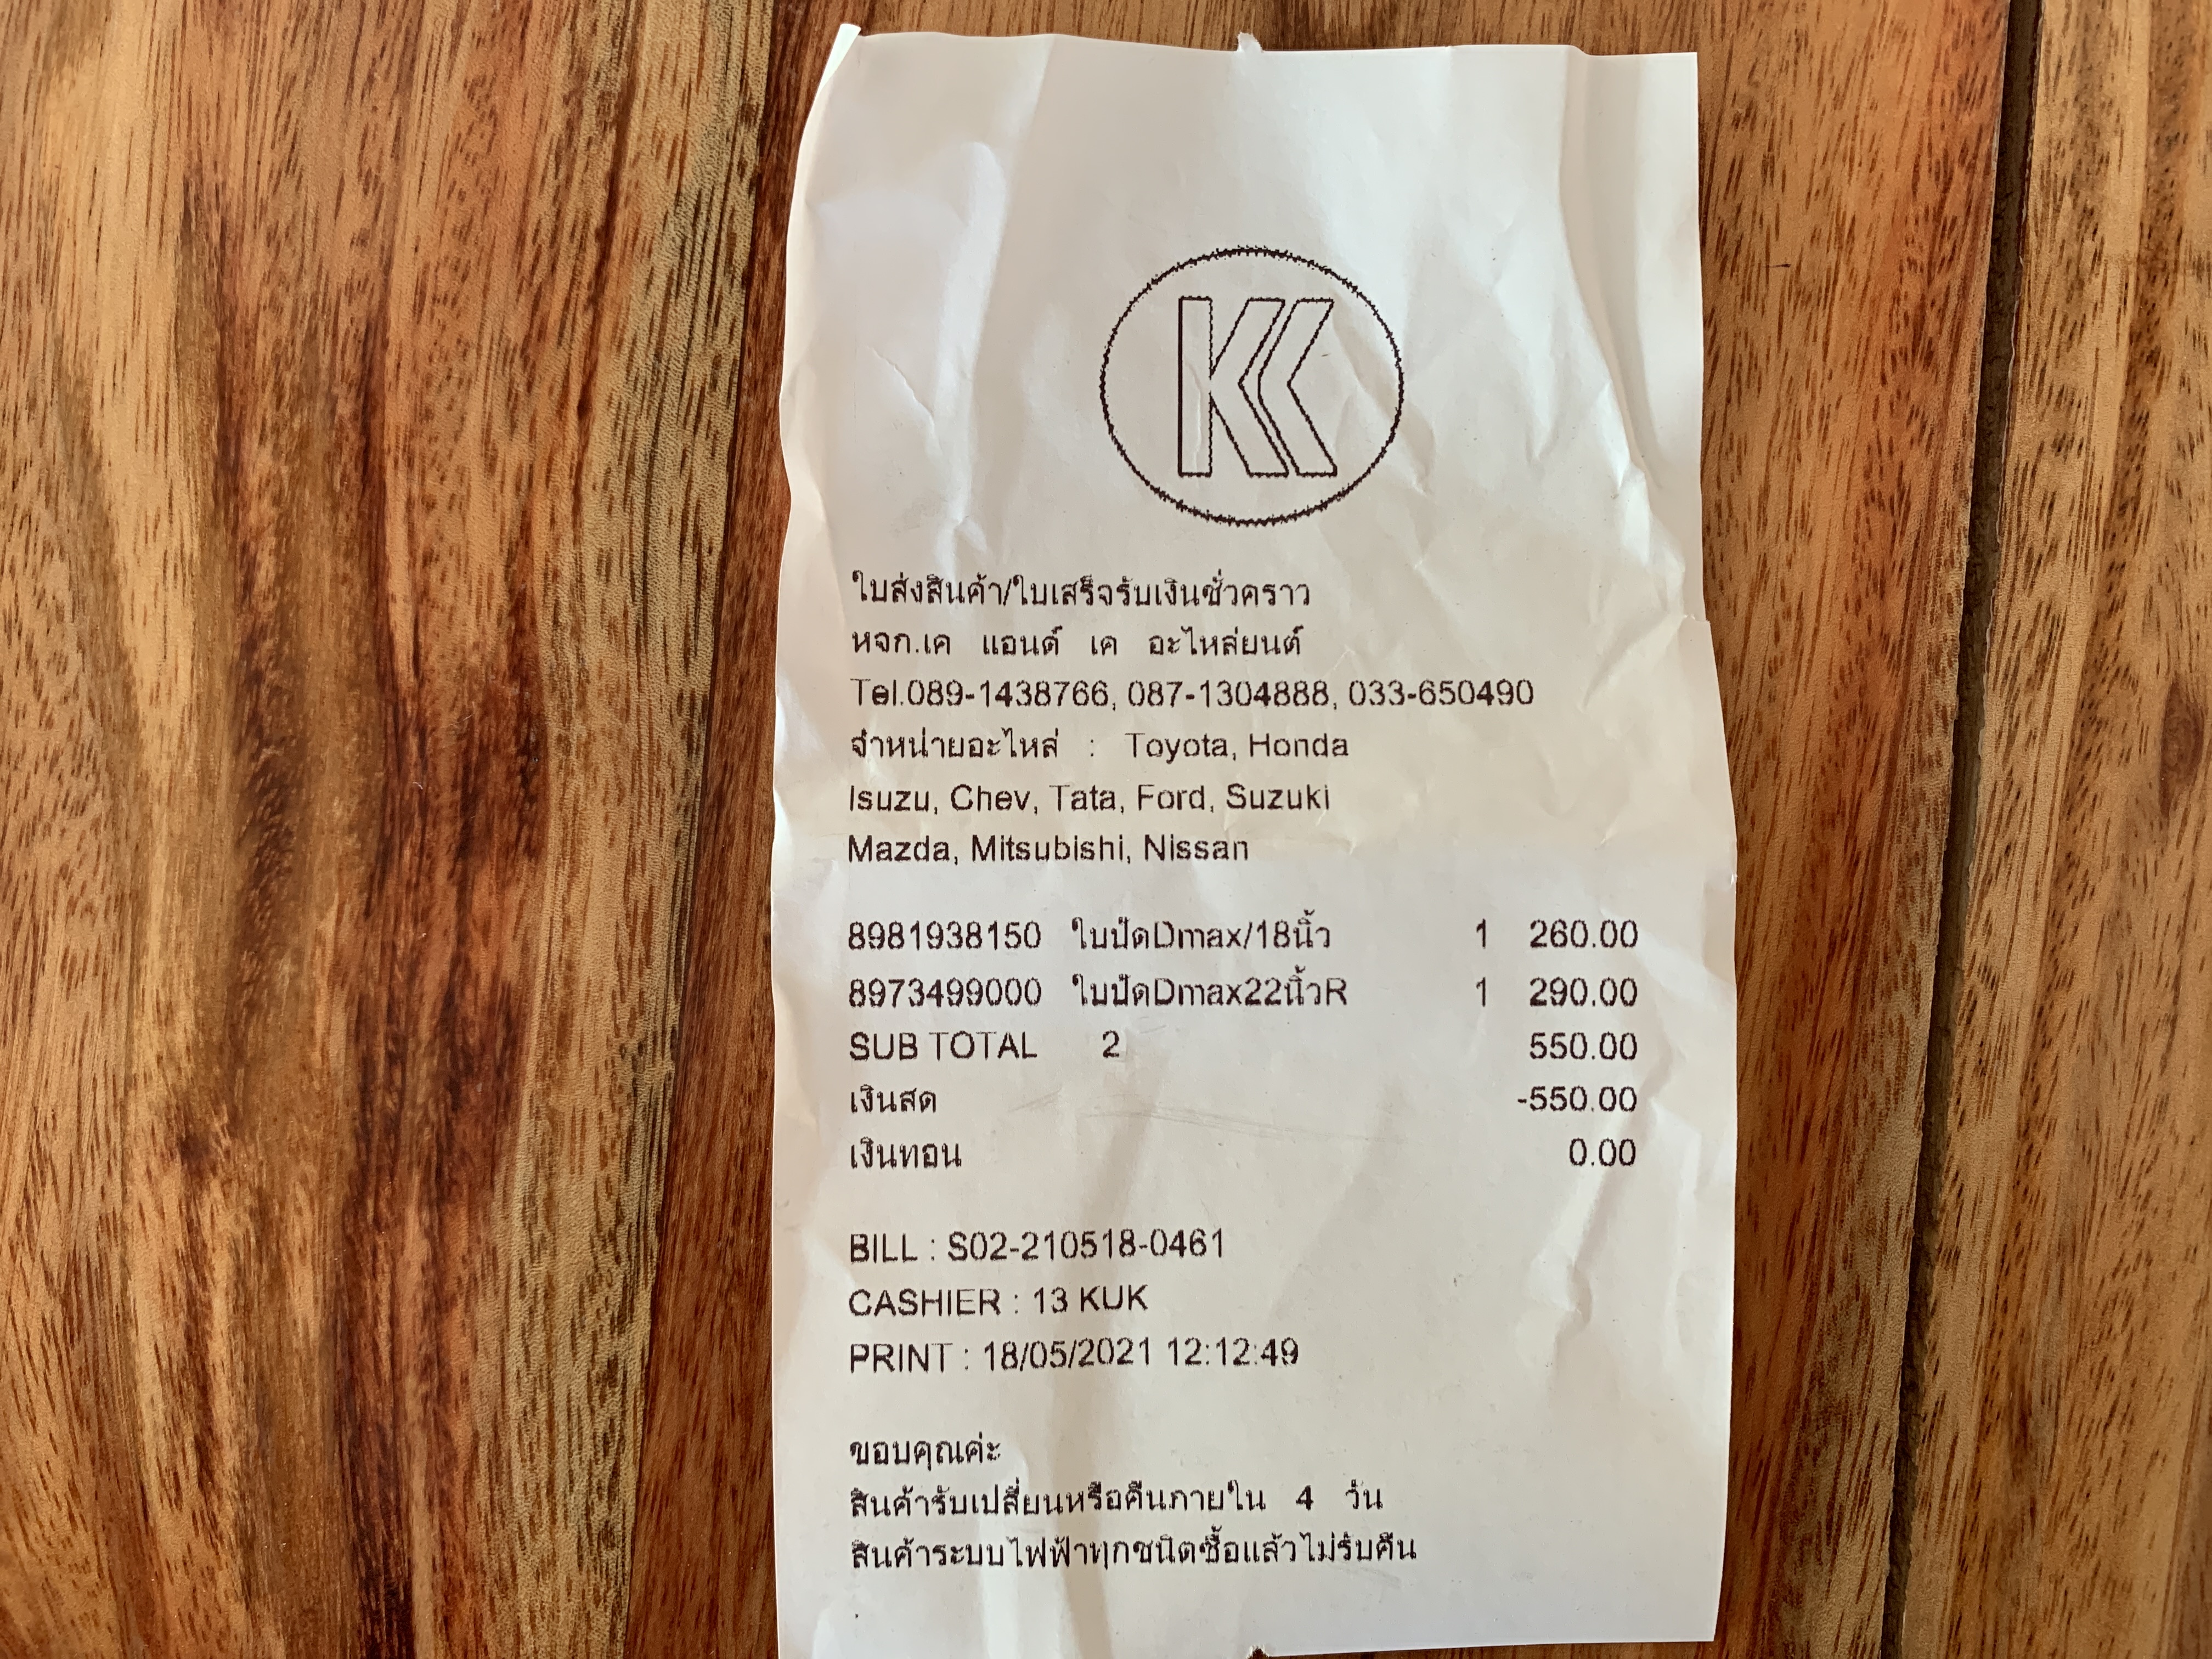 KK
ใบส่งสินค้า/ใบเสร็จรับเงินชั่วคราว
หจก.เค แอนด์ เค อะไหล่ยนต์
Tel.089-1438766, 087-1304888, 033-650490
จำหน่ายอะไหล่ : Toyota, Honda
Isuzu, Chev, Tata, Ford, Suzuki
Mazda, Mitsubishi, Nissan
8981938150 ใบปัดDmax/18นิ้ว 1 260.00
8973499000 ใบปัดDmax22นิ้วR 1 290.00
SUB TOTAL 2 550.00
เงินสด -550.00
เงินทอน 0.00
BILL : S02-210518-0461
CASHIER : 13 KUK
PRINT : 18/05/2021 12:12:49
ขอบคุณค่ะ
สินค้ารับเปลี่ยนหรือคืนภายใน 4 วัน
สินค้าระบบไฟฟ้าทุกชนิดซื้อแล้วไม่รับคืน